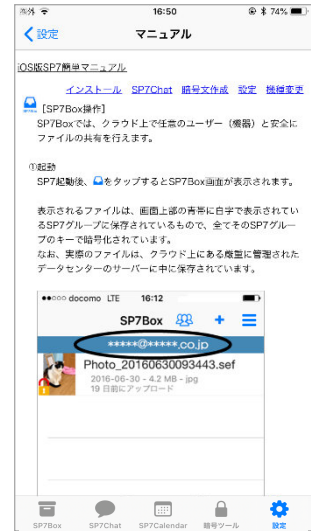 圏外 16:50 74%
設定 マニュアル
iOS版SP7簡単マニュアル
インストール SP7Chat 暗号文作成 設定 機種変更
[SP7Box操作]
SP7Boxでは、クラウド上で任意のユーザー（機器）と安全に
ファイルの共有を行えます。
①起動
SP7起動後、をタップするとSP7Box画面が表示されます。
表示されるファイルは、画面上部の青帯に白字で表示されてい
るSP7グループに保存されているもので、全てそのSP7グルー
プのキーで暗号化されています。
なお、実際のファイルは、クラウド上にある厳重に管理された
データセンターのサーバーに中に保存されています。
docomo LTE 16:12
SP7Box
*****@*****.co.jp
Photo_20160630093443.sef
2016-06-30 - 4.2 MB - jpg
19 日前にアップロード
SP7Box SP7Chat SP7Calendar 暗号ツール 設定